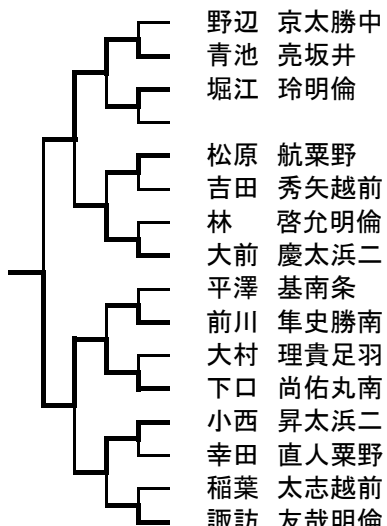 野辺 京太勝中
青池 亮坂井
堀江 玲明倫
松原 航粟野
吉田 秀矢越前
林 啓允明倫
大前 慶太浜二
平澤 基南条
前川 隼史勝南
大村 理貴足羽
下口 尚佑丸南
小西 昇太浜二
幸田 直人粟野
稲葉 太志越前
諏訪 友哉明倫